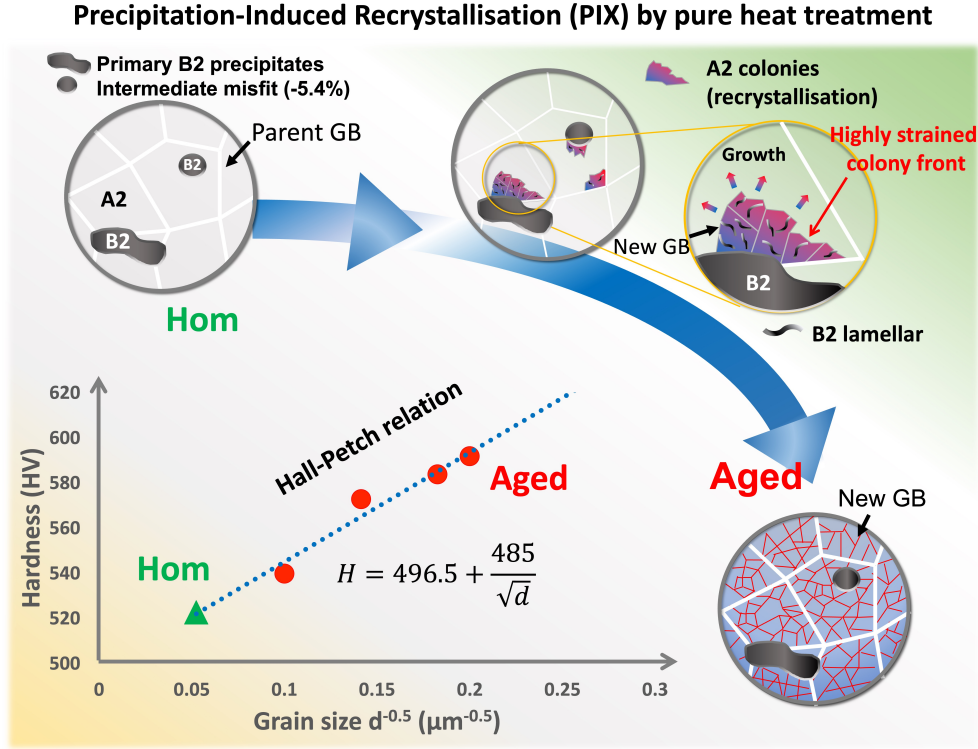 Precipitation-Induced Recrystallisation (PIX) by pure heat treatment
Primary B2 precipitates
Intermediate misfit (-5.4%)
Parent GB
B2
A2
B2
Hom
A2 colonies
(recrystallisation)
Highly strained
colony front
Growth
New GB
B2
B2 lamellar
Aged
New GB
Hardness (HV)
620
600
580
560
540
520
500
Hall-Petch relation
Aged
Hom
H = 496.5 + 485/√d
0 0.05 0.1 0.15 0.2 0.25 0.3
Grain size d⁻⁰·⁵ (μm⁻⁰·⁵)